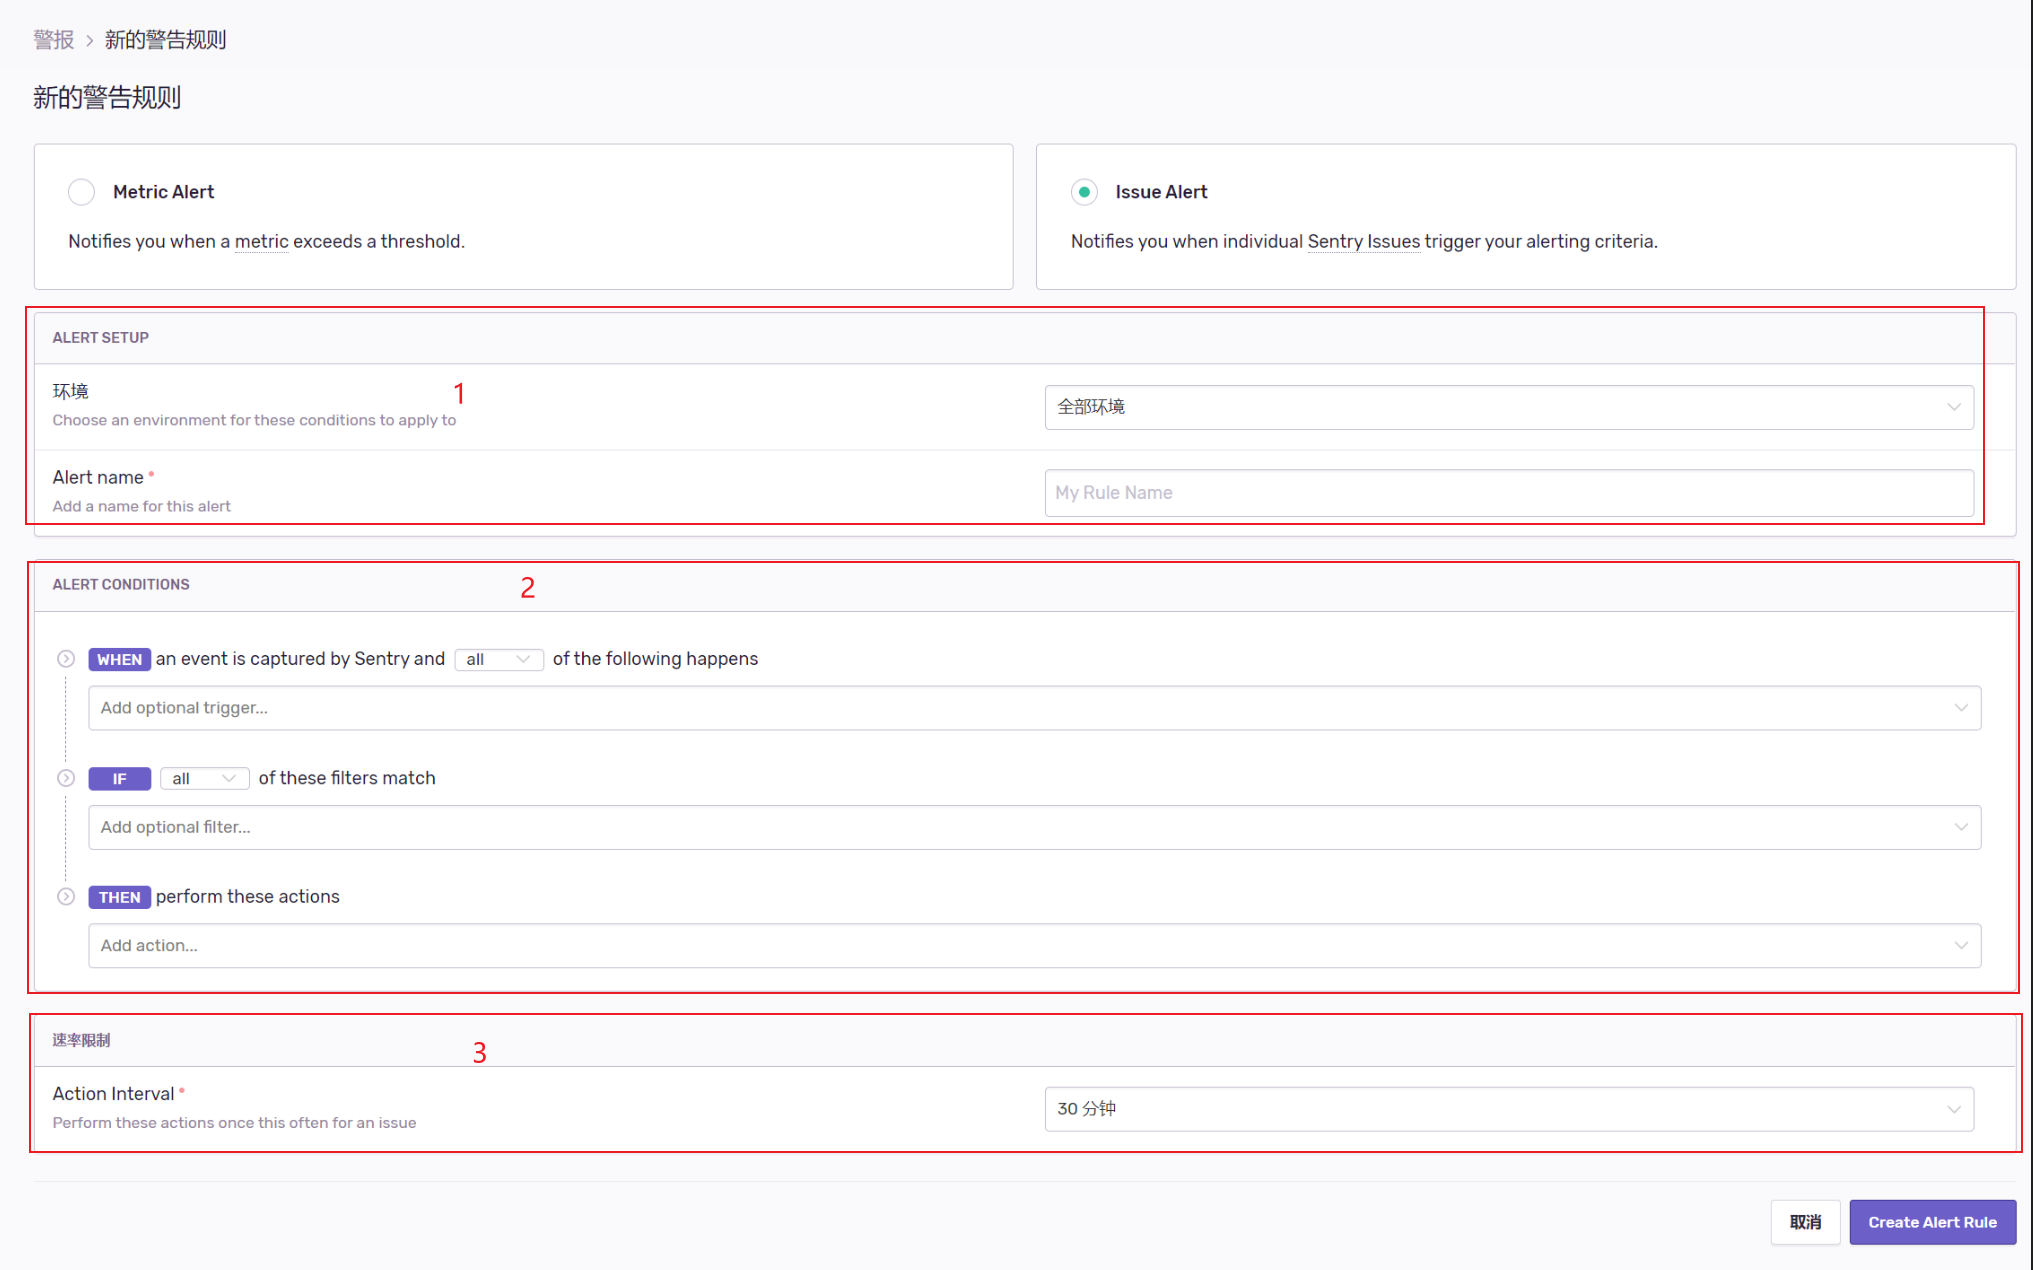 警报 > 新的警告规则
新的警告规则
Metric Alert
Notifies you when a metric exceeds a threshold.
Issue Alert
Notifies you when individual Sentry Issues trigger your alerting criteria.
ALERT SETUP
1
环境
Choose an environment for these conditions to apply to
全部环境
Alert name *
Add a name for this alert
My Rule Name
ALERT CONDITIONS
2
WHEN an event is captured by Sentry and all of the following happens
Add optional trigger...
IF all of these filters match
Add optional filter...
THEN perform these actions
Add action...
速率限制
3
Action Interval *
Perform these actions once this often for an issue
30 分钟
取消
Create Alert Rule